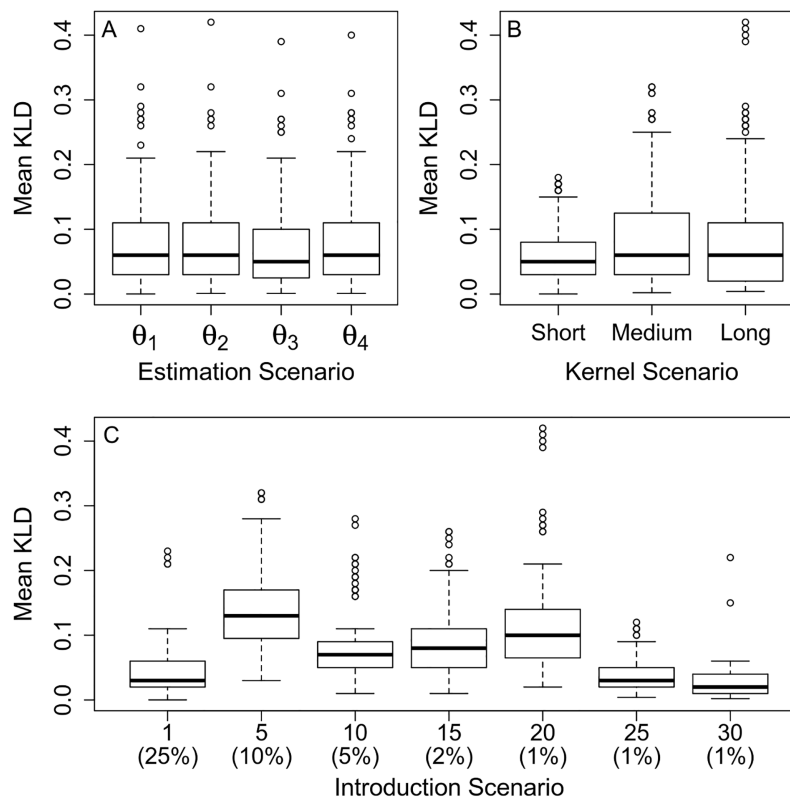 A
B
Mean KLD
0.4
0.3
0.2
0.1
0.0
θ1 θ2 θ3 θ4
Estimation Scenario
Mean KLD
0.4
0.3
0.2
0.1
0.0
Short Medium Long
Kernel Scenario
C
Mean KLD
0.4
0.3
0.2
0.1
0.0
1 5 10 15 20 25 30
(25%) (10%) (5%) (2%) (1%) (1%) (1%)
Introduction Scenario